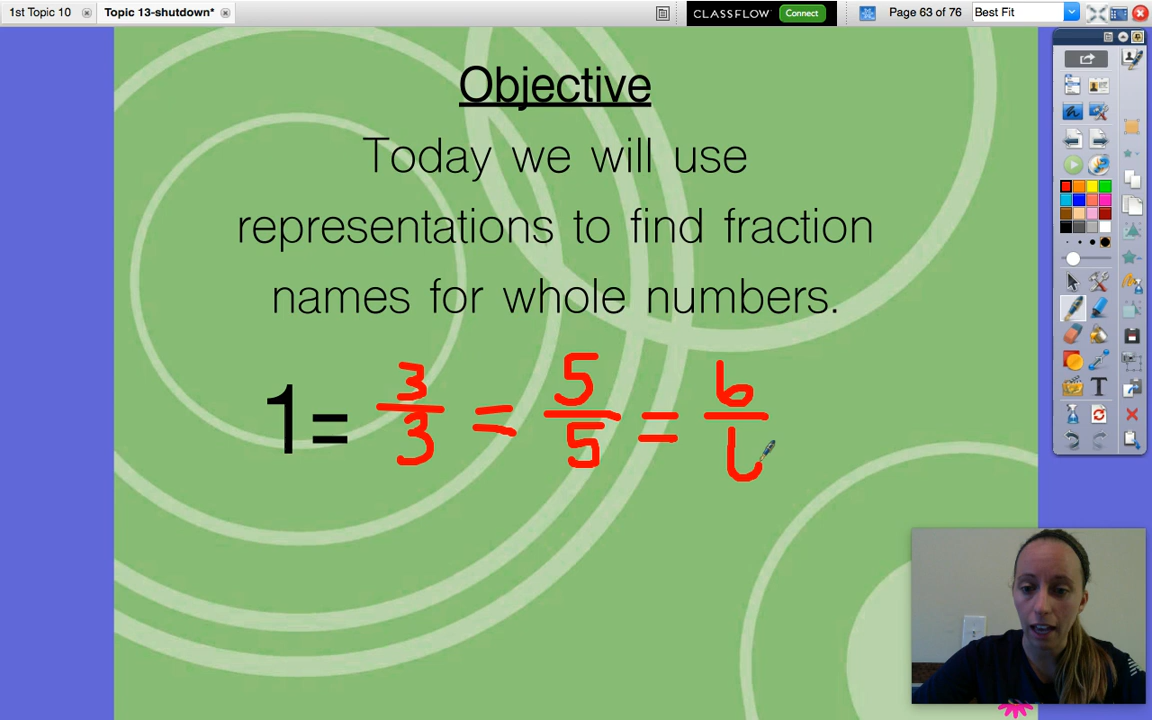 1st Topic 10
Topic 13-shutdown*
CLASSFLOW Connect
Page 63 of 76
Best Fit
Objective
Today we will use
representations to find fraction
names for whole numbers.
1= 3/3 = 5/5 = 6/
T